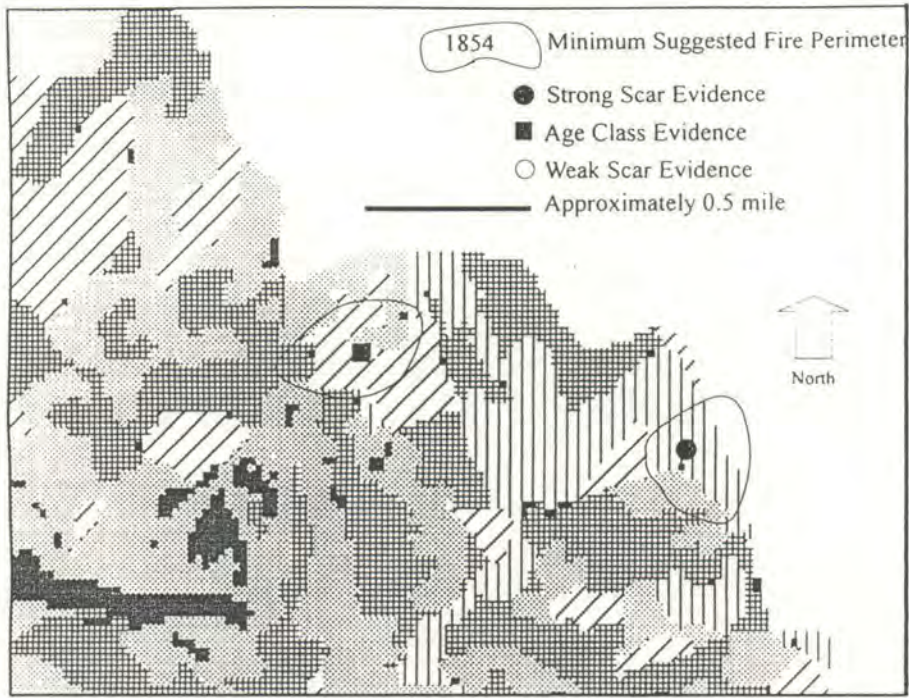 1854 Minimum Suggested Fire Perimeter
Strong Scar Evidence
Age Class Evidence
Weak Scar Evidence
Approximately 0.5 mile
North